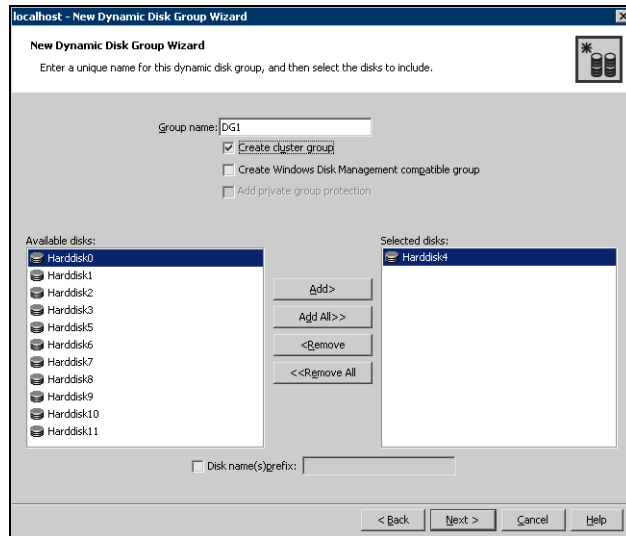 localhost - New Dynamic Disk Group Wizard
New Dynamic Disk Group Wizard
Enter a unique name for this dynamic disk group, and then select the disks to include.
Group name: DG1
Create cluster group
Create Windows Disk Management compatible group
Add private group protection
Available disks:
Harddisk0
Harddisk1
Harddisk2
Harddisk3
Harddisk5
Harddisk6
Harddisk7
Harddisk8
Harddisk9
Harddisk10
Harddisk11
Add>
Add All>>
<Remove
<<Remove All
Selected disks:
Harddisk4
Disk name(s)prefix:
< Back
Next >
Cancel
Help